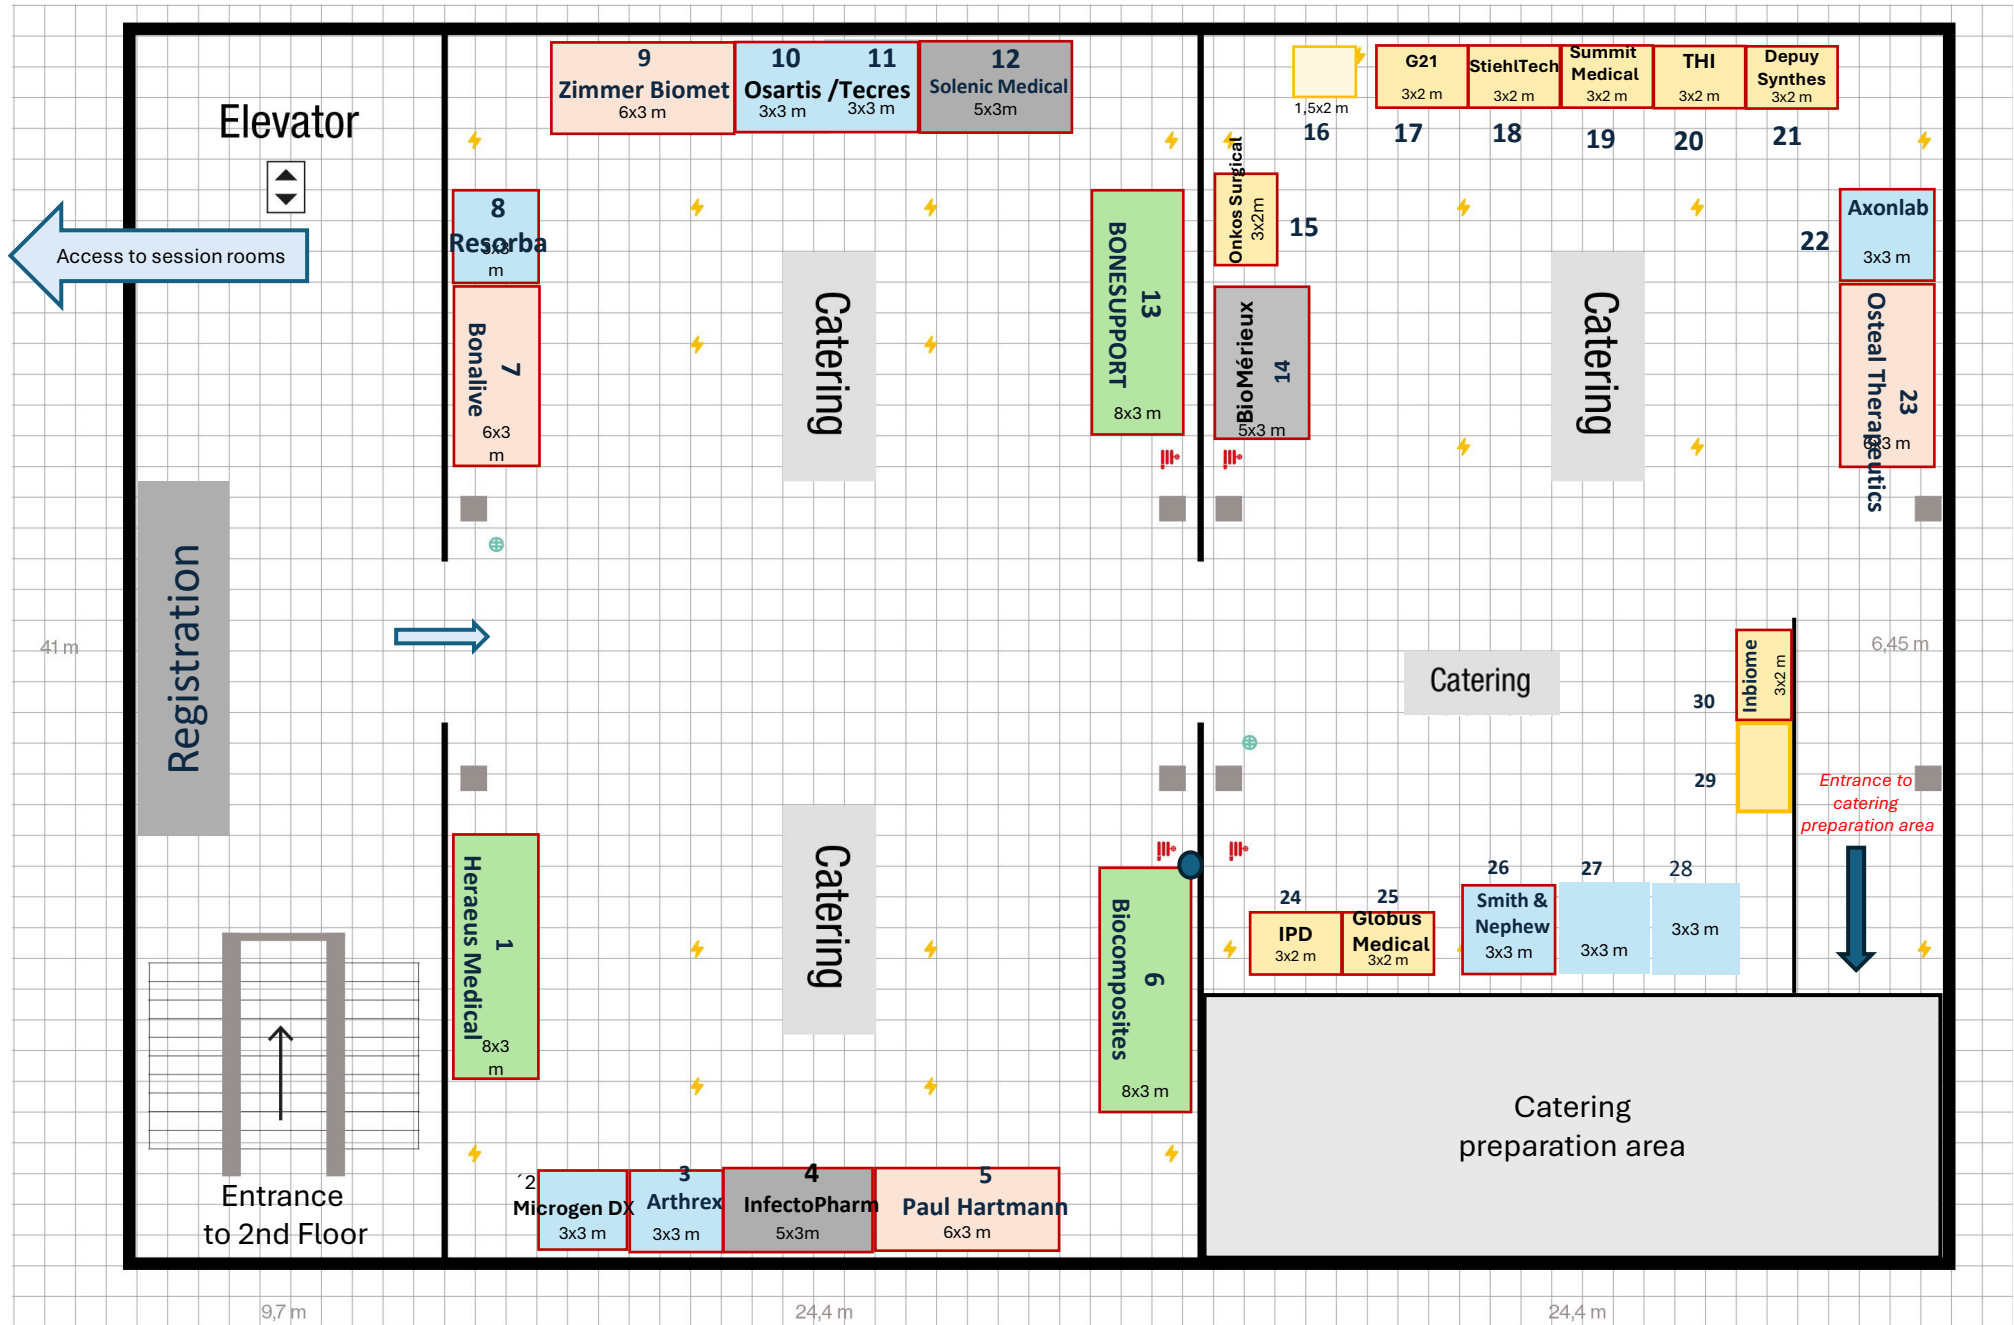 Elevator
Access to session rooms
Registration
Entrance
to 2nd Floor
41 m
9,7 m
9
Zimmer Biomet
6x3 m
10
11
Osartis /Tecres
3x3 m
3x3 m
12
Solenic Medical
5x3m
8
Resorba
3x3
m
7
Bonalive
6x3
m
Catering
13
BONESUPPORT
8x3 m
1
Heraeus Medical
8x3
m
Catering
6
Biocomposites
8x3 m
´2
Microgen DX
3x3 m
3
Arthrex
3x3 m
4
InfectoPharm
5x3m
5
Paul Hartmann
6x3 m
24,4 m
1,5x2 m
16
G21
3x2 m
17
StiehlTech
3x2 m
18
Summit
Medical
3x2 m
19
THI
3x2 m
20
Depuy
Synthes
3x2 m
21
Onkos Surgical
3x2m
15
BioMérieux
14
5x3 m
Catering
22
Axonlab
3x3 m
23
Osteal Therapeutics
6x3 m
Catering
6,45 m
30
Inbiome
3x2 m
29
Entrance to
catering
preparation area
24
IPD
3x2 m
25
Globus
Medical
3x2 m
26
Smith &
Nephew
3x3 m
27
3x3 m
28
3x3 m
Catering
preparation area
24,4 m